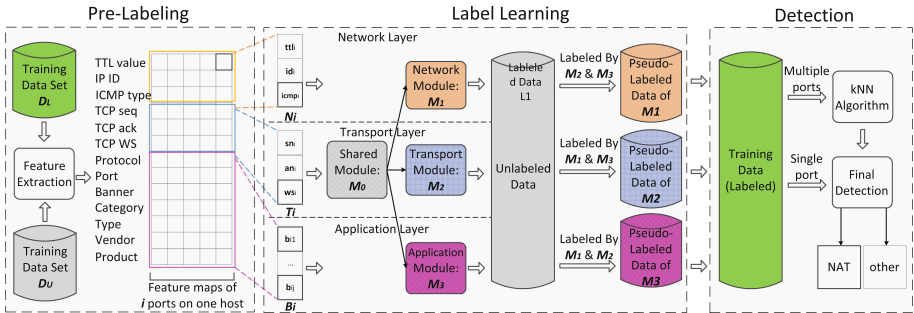 Pre-Labeling
Training
Data Set
DL
Feature
Extraction
Training
Data Set
DU
TTL value
IP ID
ICMP type
TCP seq
TCP ack
TCP WS
Protocol
Port
Banner
Category
Type
Vendor
Product
Feature maps of
i ports on one host
Label Learning
Network Layer
ttli
idi
icmpi
Ni
Transport Layer
sni
ani
wsi
Ti
Application Layer
bi1
...
bij
Bi
Shared
Module:
M0
Network
Module:
M1
Transport
Module:
M2
Application
Module:
M3
Labele
d Data
L1
Unlabeled
Data
Labeled By
M2 & M3
Labeled By
M1 & M3
Labeled By
M1 & M2
Pseudo-
Labeled
Data of
M1
Pseudo-
Labeled
Data of
M2
Pseudo-
Labeled
Data of
M3
Detection
Training
Data
(Labeled)
Multiple
ports
Single
port
kNN
Algorithm
Final
Detection
NAT
other